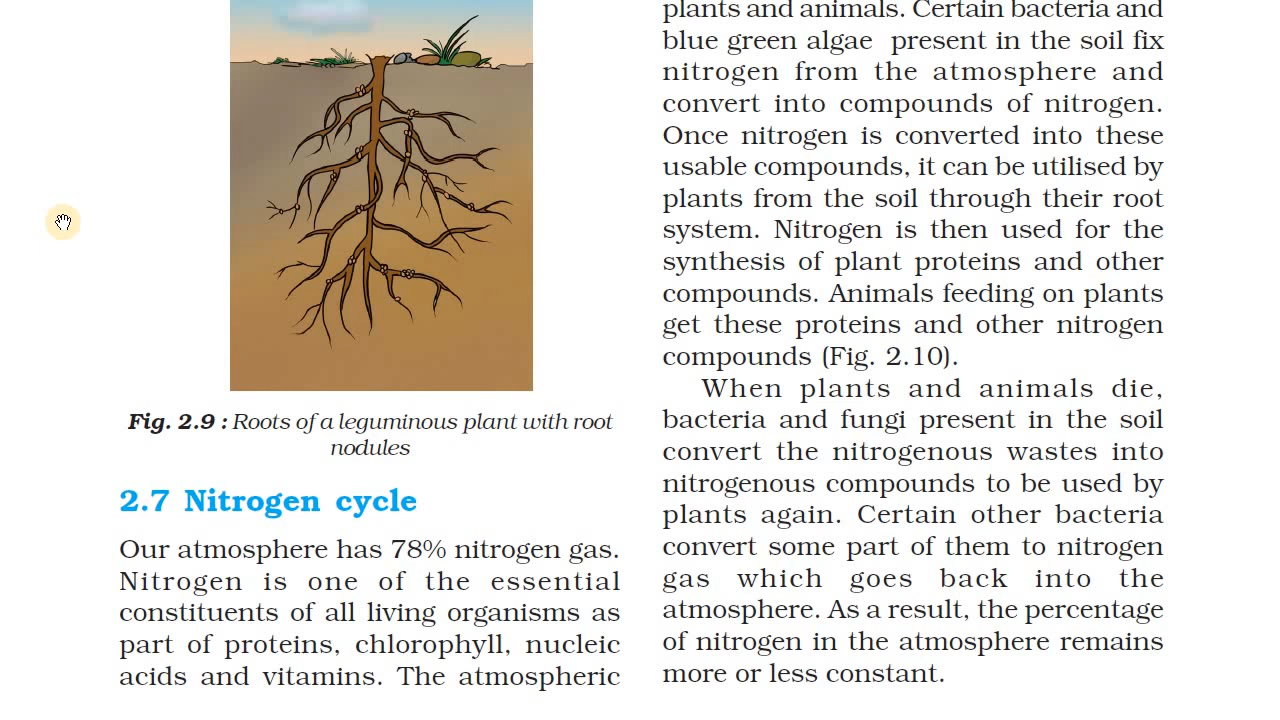 Fig. 2.9 : Roots of a leguminous plant with root
nodules
2.7 Nitrogen cycle
Our atmosphere has 78% nitrogen gas.
Nitrogen is one of the essential
constituents of all living organisms as
part of proteins, chlorophyll, nucleic
acids and vitamins. The atmospheric
plants and animals. Certain bacteria and
blue green algae present in the soil fix
nitrogen from the atmosphere and
convert into compounds of nitrogen.
Once nitrogen is converted into these
usable compounds, it can be utilised by
plants from the soil through their root
system. Nitrogen is then used for the
synthesis of plant proteins and other
compounds. Animals feeding on plants
get these proteins and other nitrogen
compounds (Fig. 2.10).
When plants and animals die,
bacteria and fungi present in the soil
convert the nitrogenous wastes into
nitrogenous compounds to be used by
plants again. Certain other bacteria
convert some part of them to nitrogen
gas which goes back into the
atmosphere. As a result, the percentage
of nitrogen in the atmosphere remains
more or less constant.